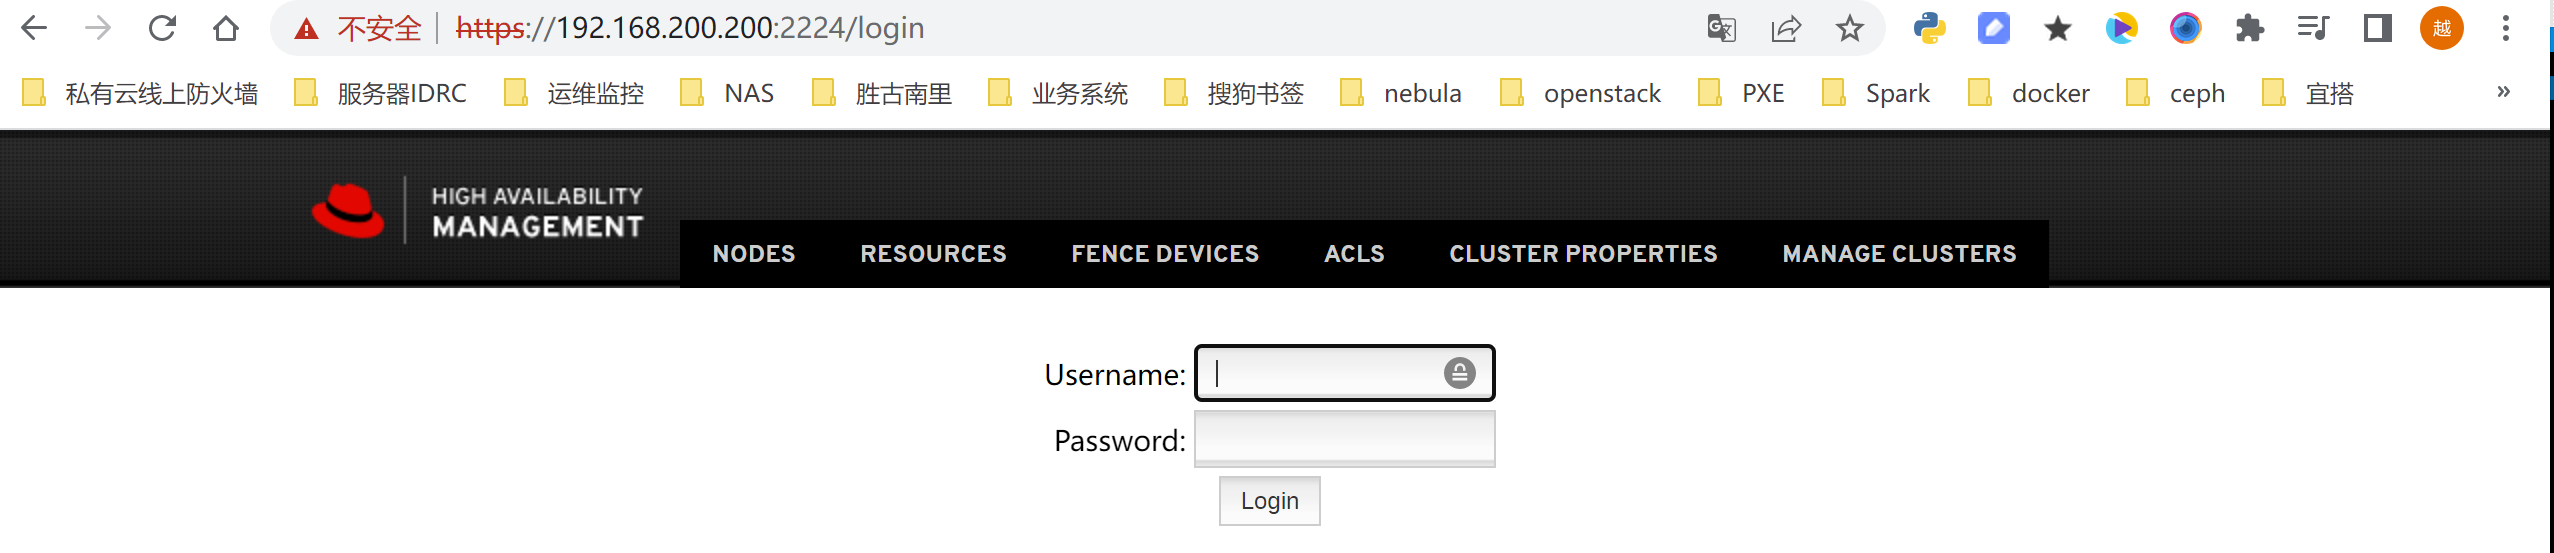 不安全 https://192.168.200.200:2224/login 越
私有云线上防火墙 服务器IDRC 运维监控 NAS 胜古南里 业务系统 搜狗书签 nebula openstack PXE Spark docker ceph 宜搭 »
HIGH AVAILABILITY
MANAGEMENT
NODES RESOURCES FENCE DEVICES ACLS CLUSTER PROPERTIES MANAGE CLUSTERS
Username:
Password:
Login